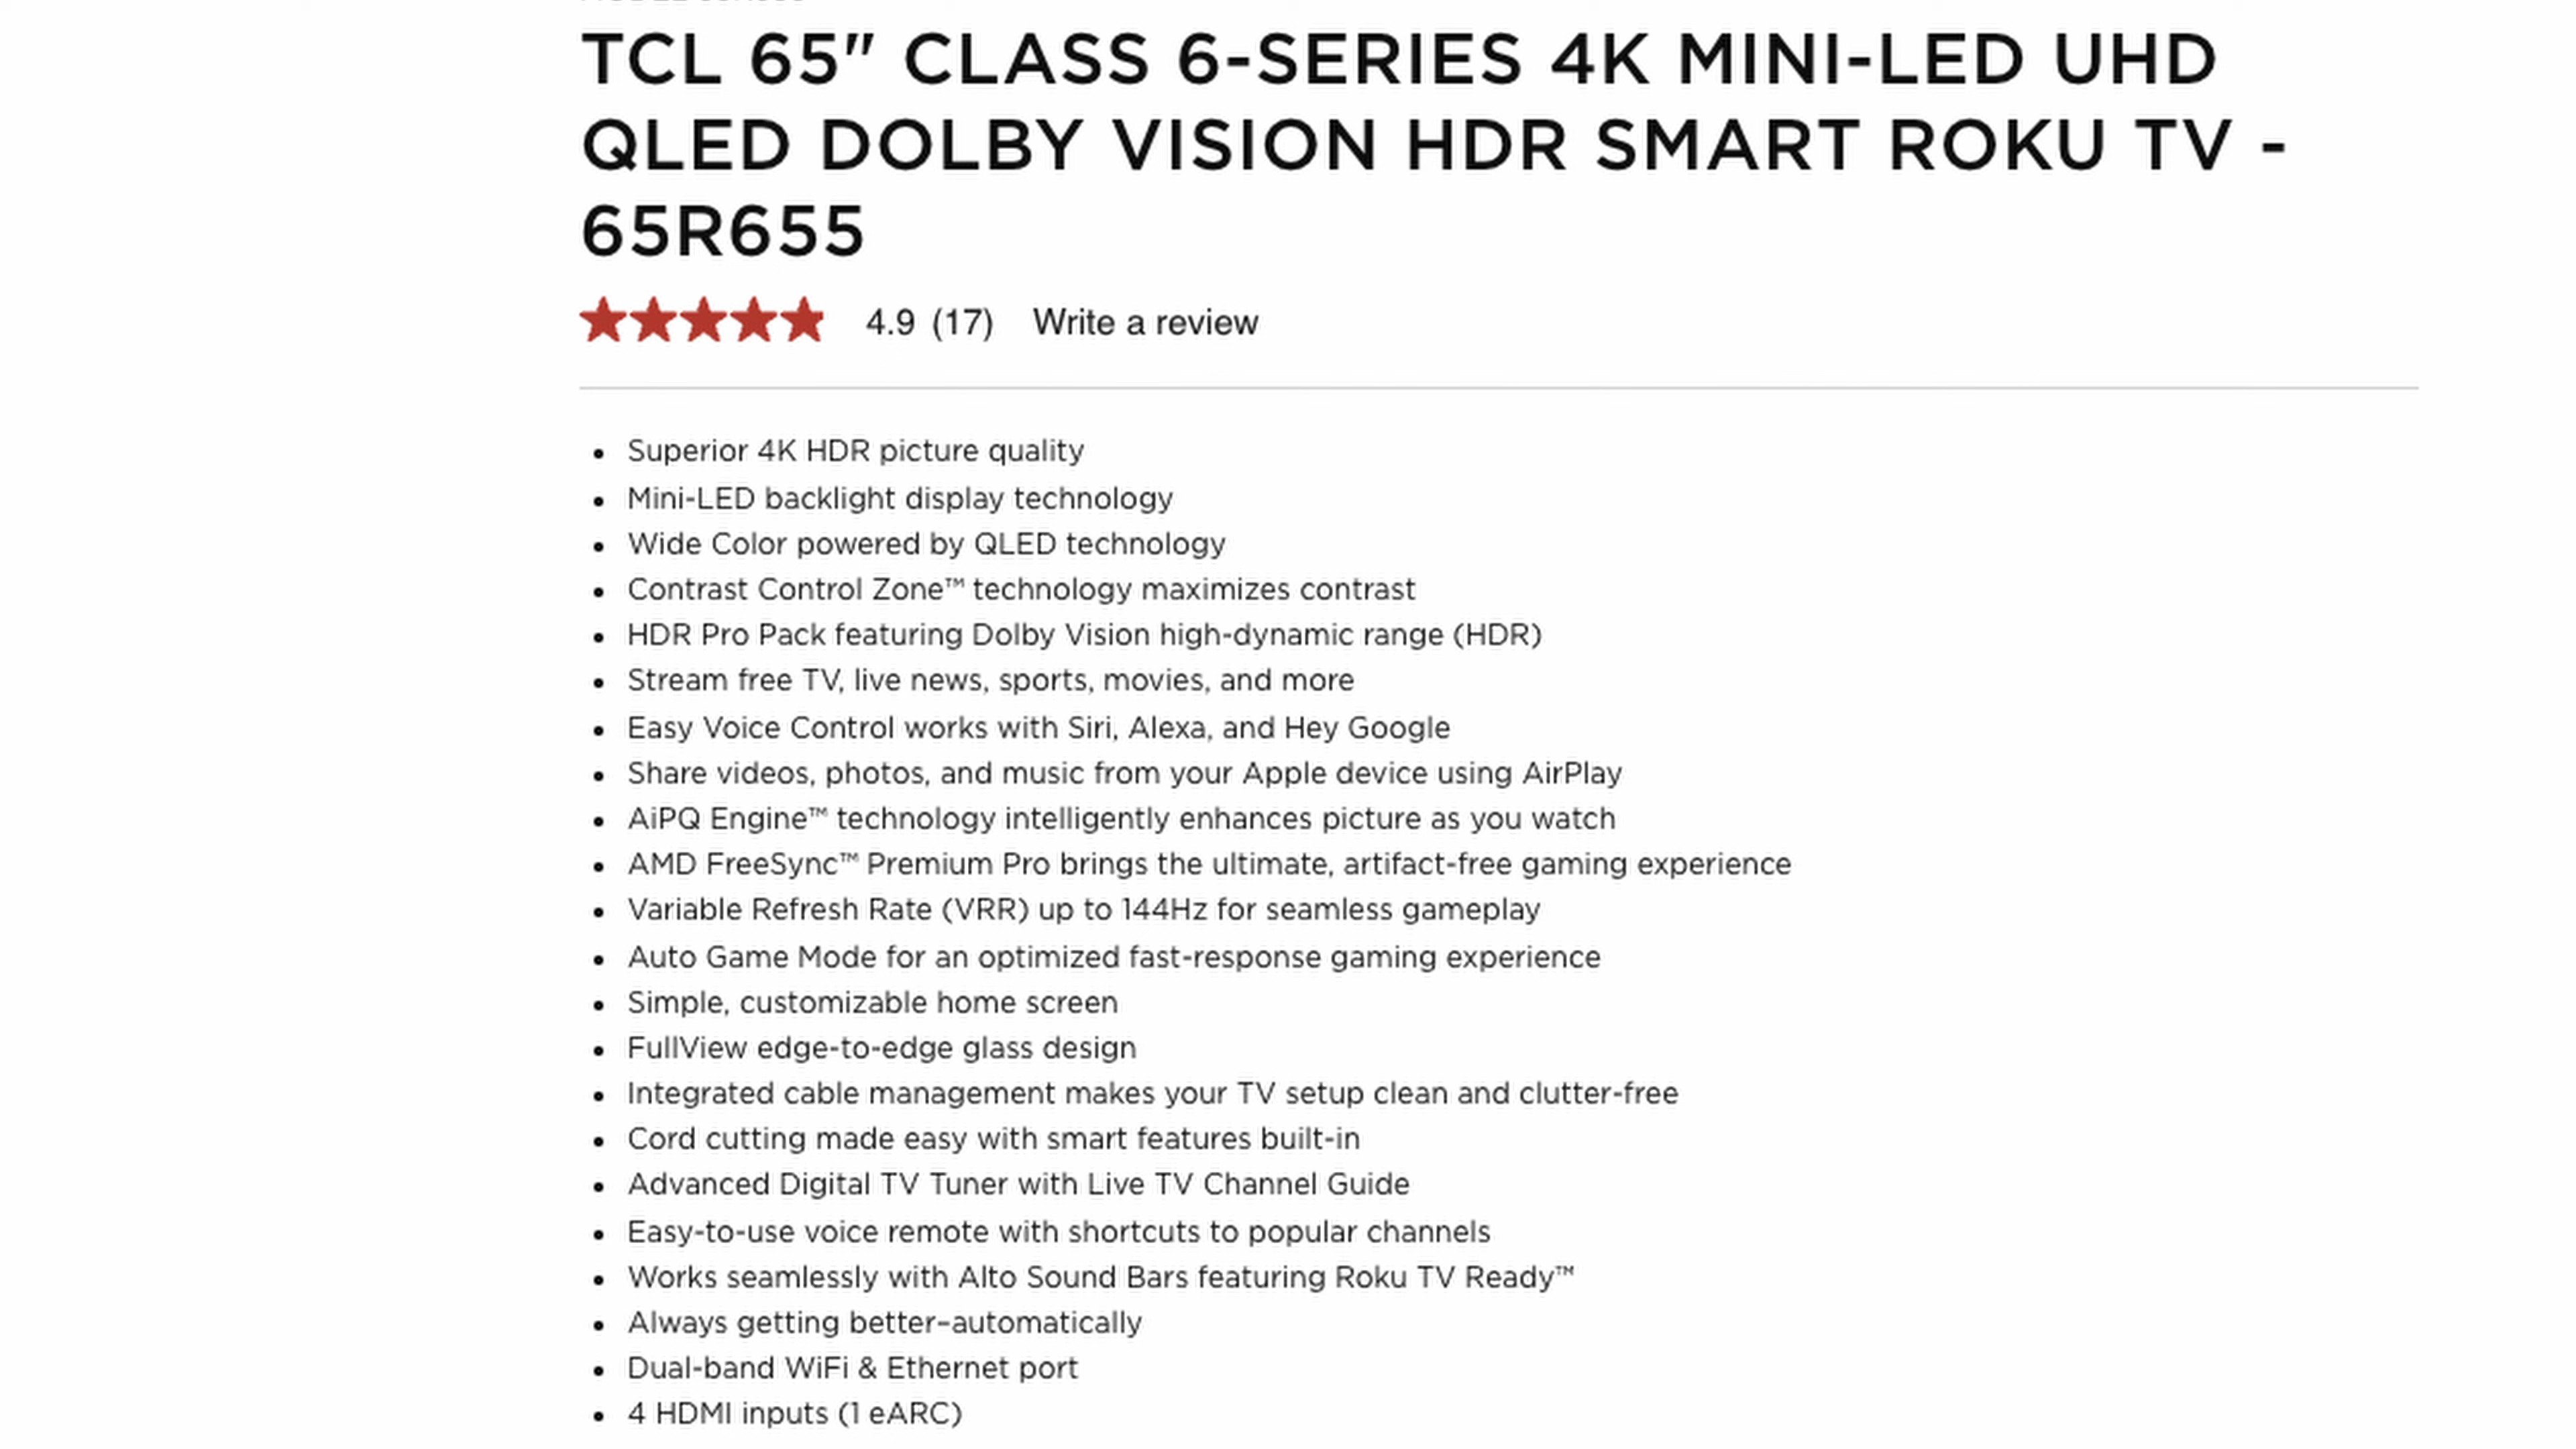 TCL 65" CLASS 6-SERIES 4K MINI-LED UHD
QLED DOLBY VISION HDR SMART ROKU TV -
65R655
4.9 (17) Write a review
• Superior 4K HDR picture quality
• Mini-LED backlight display technology
• Wide Color powered by QLED technology
• Contrast Control Zone™ technology maximizes contrast
• HDR Pro Pack featuring Dolby Vision high-dynamic range (HDR)
• Stream free TV, live news, sports, movies, and more
• Easy Voice Control works with Siri, Alexa, and Hey Google
• Share videos, photos, and music from your Apple device using AirPlay
• AiPQ Engine™ technology intelligently enhances picture as you watch
• AMD FreeSync™ Premium Pro brings the ultimate, artifact-free gaming experience
• Variable Refresh Rate (VRR) up to 144Hz for seamless gameplay
• Auto Game Mode for an optimized fast-response gaming experience
• Simple, customizable home screen
• FullView edge-to-edge glass design
• Integrated cable management makes your TV setup clean and clutter-free
• Cord cutting made easy with smart features built-in
• Advanced Digital TV Tuner with Live TV Channel Guide
• Easy-to-use voice remote with shortcuts to popular channels
• Works seamlessly with Alto Sound Bars featuring Roku TV Ready™
• Always getting better–automatically
• Dual-band WiFi & Ethernet port
• 4 HDMI inputs (1 eARC)